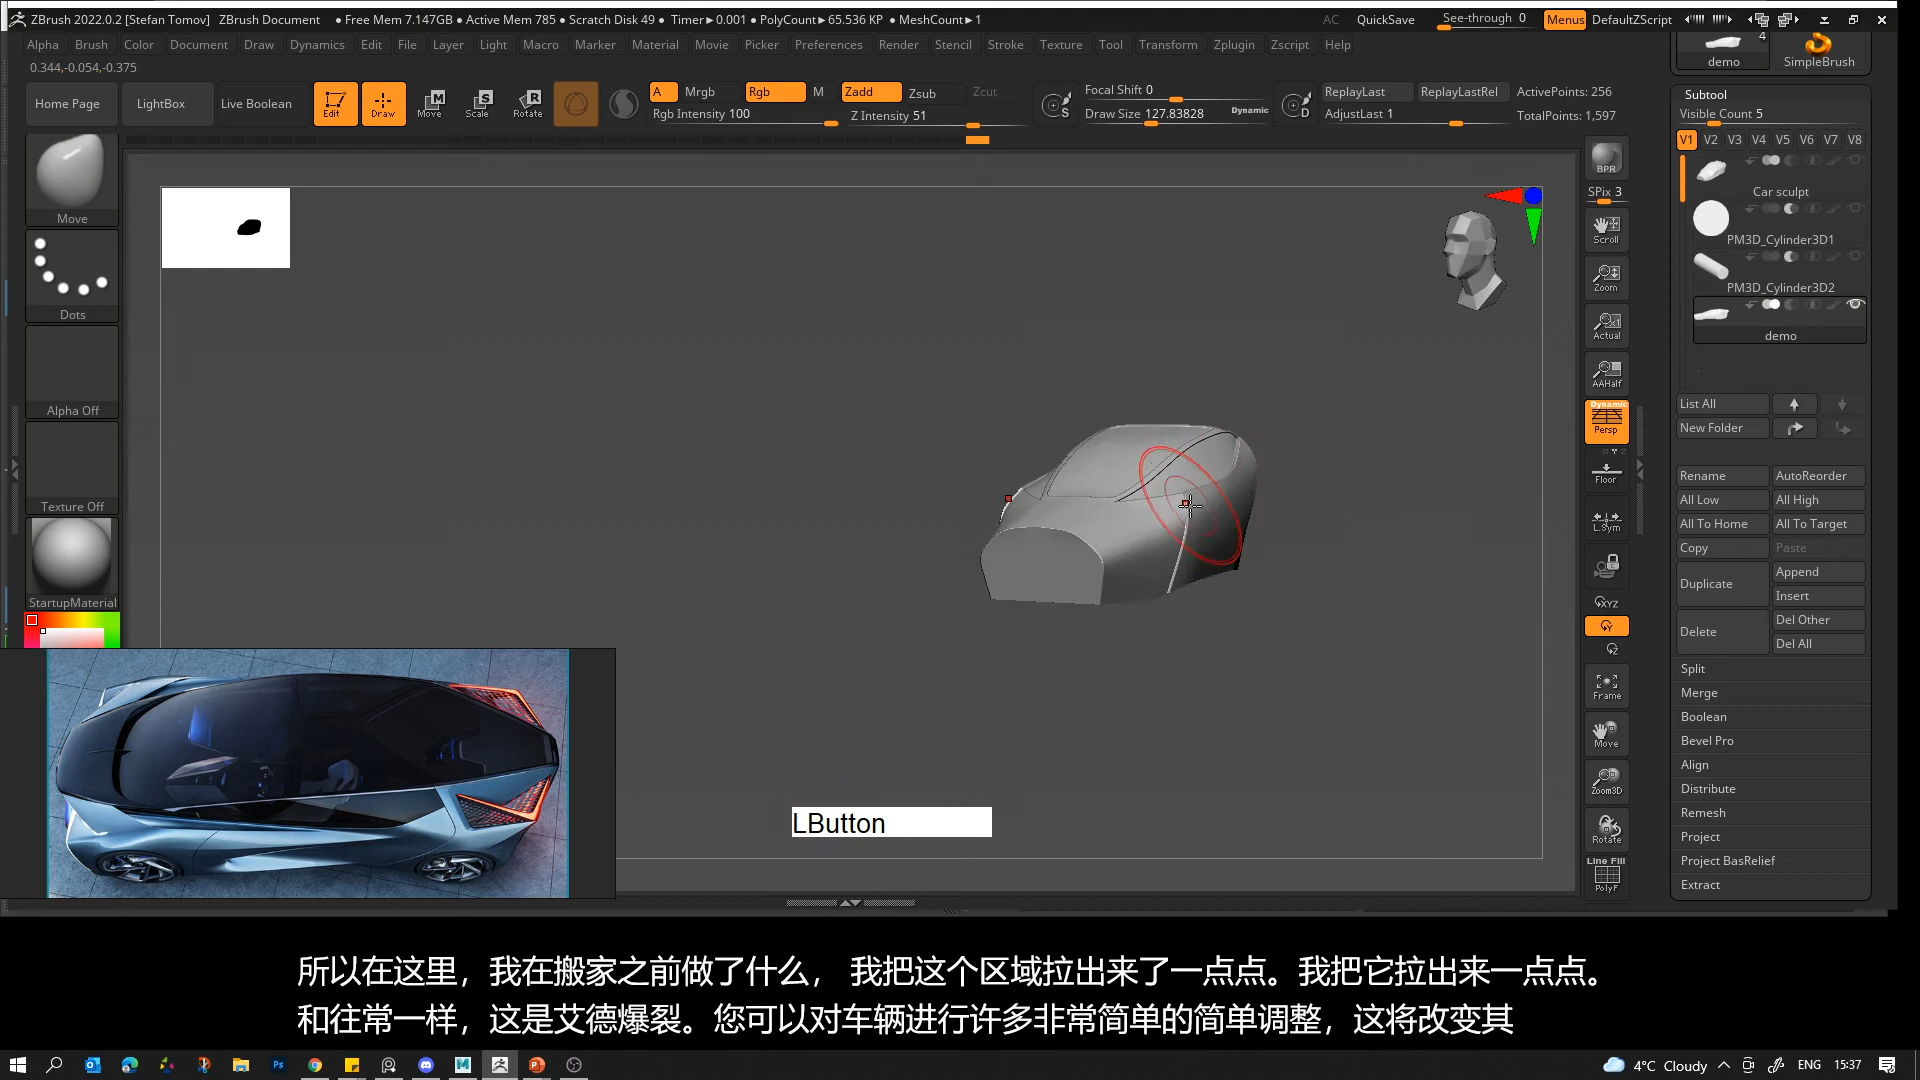 ZBrush 2022.0.2 [Stefan Tomov] ZBrush Document ● Free Mem 7.147GB ● Active Mem 785 ● Scratch Disk 49 ● Timer►0.001 ● PolyCount►65.536 KP ● MeshCount►1
AC QuickSave See-through 0 Menus DefaultZScript
Alpha Brush Color Document Draw Dynamics Edit File Layer Light Macro Marker Material Movie Picker Preferences Render Stencil Stroke Texture Tool Transform Zplugin Zscript Help
0.344,-0.054,-0.375
Home Page LightBox Live Boolean Edit Draw Move Scale Rotate
A Mrgb Rgb M Zadd Zsub Zcut
Rgb Intensity 100 Z Intensity 51
Focal Shift 0
Draw Size 127.83828 Dynamic
ReplayLast ReplayLastRel ActivePoints: 256
AdjustLast 1 TotalPoints: 1,597
Move
Dots
Alpha Off
Texture Off
StartupMaterial
LButton
BPR
SPix 3
Scroll
Zoom
Actual
AAHalf
Dynamic
Persp
Floor
L.Sym
XYZ
Y
Z
Frame
Move
Zoom3D
Rotate
Line Fill
PolyF
4
demo SimpleBrush
Subtool
Visible Count 5
V1 V2 V3 V4 V5 V6 V7 V8
Car sculpt
PM3D_Cylinder3D1
PM3D_Cylinder3D2
demo
List All
New Folder
Rename AutoReorder
All Low All High
All To Home All To Target
Copy Paste
Duplicate Append
Insert
Delete Del Other
Del All
Split
Merge
Boolean
Bevel Pro
Align
Distribute
Remesh
Project
Project BasRelief
Extract
所以在这里，我在搬家之前做了什么， 我把这个区域拉出来了一点点。我把它拉出来一点点。
和往常一样，这是艾德爆裂。您可以对车辆进行许多非常简单的简单调整，这将改变其
4°C Cloudy ENG 15:37